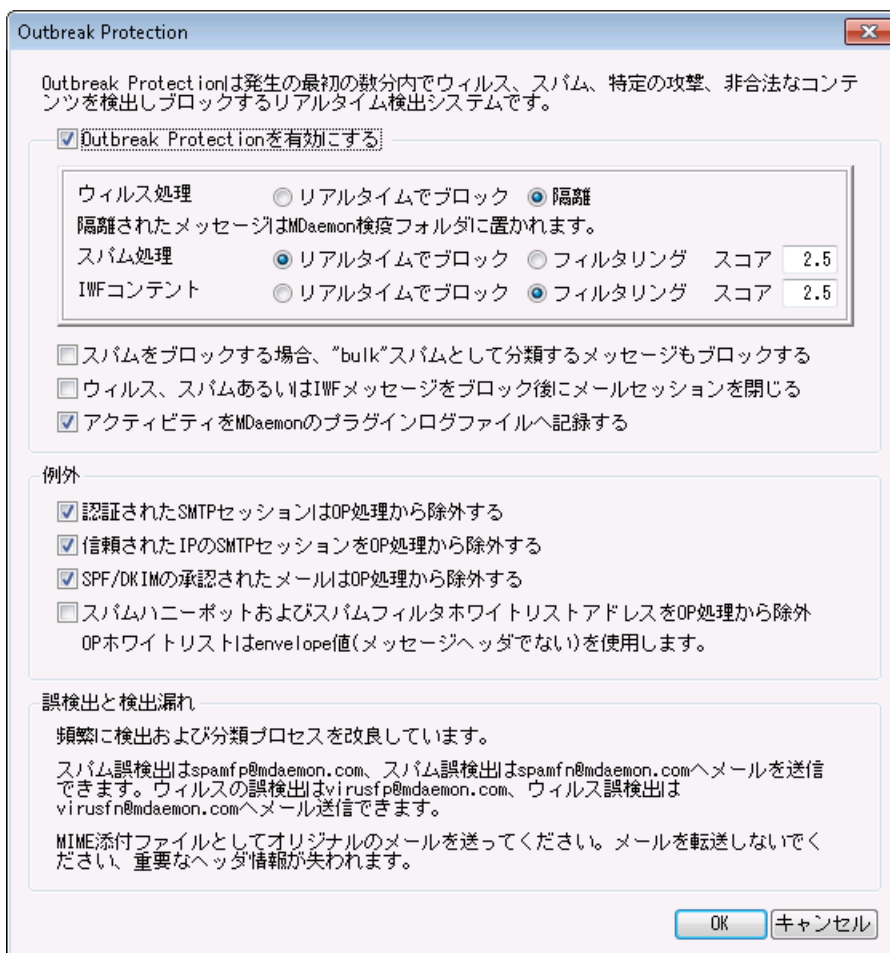 Outbreak Protection
Outbreak Protectionは発生の最初の数分内でウィルス、スパム、特定の攻撃、非合法なコンテ
ンツを検出しブロックするリアルタイム検出システムです。
Outbreak Protectionを有効にする
ウィルス処理 リアルタイムでブロック 隔離
隔離されたメッセージはMDaemon検疫フォルダに置かれます。
スパム処理 リアルタイムでブロック フィルタリング スコア 2.5
IWFコンテント リアルタイムでブロック フィルタリング スコア 2.5
スパムをブロックする場合、"bulk"スパムとして分類するメッセージもブロックする
ウィルス、スパムあるいはIWFメッセージをブロック後にメールセッションを閉じる
アクティビティをMDaemonのプラグインログファイルへ記録する
例外
認証されたSMTPセッションはOP処理から除外する
信頼されたIPのSMTPセッションをOP処理から除外する
SPF/DKIMの承認されたメールはOP処理から除外する
スパムハニーポットおよびスパムフィルタホワイトリストアドレスをOP処理から除外
OPホワイトリストはenvelope値(メッセージヘッダでない)を使用します。
誤検出と検出漏れ
頻繁に検出および分類プロセスを改良しています。
スパム誤検出はspamfp@mdaemon.com、スパム誤検出はspamfn@mdaemon.comへメールを送信
できます。ウィルスの誤検出はvirusfp@mdaemon.com、ウィルス誤検出は
virusfn@mdaemon.comへメール送信できます。
MIME添付ファイルとしてオリジナルのメールを送ってください。メールを転送しないでく
ださい、重要なヘッダ情報が失われます。
OK キャンセル